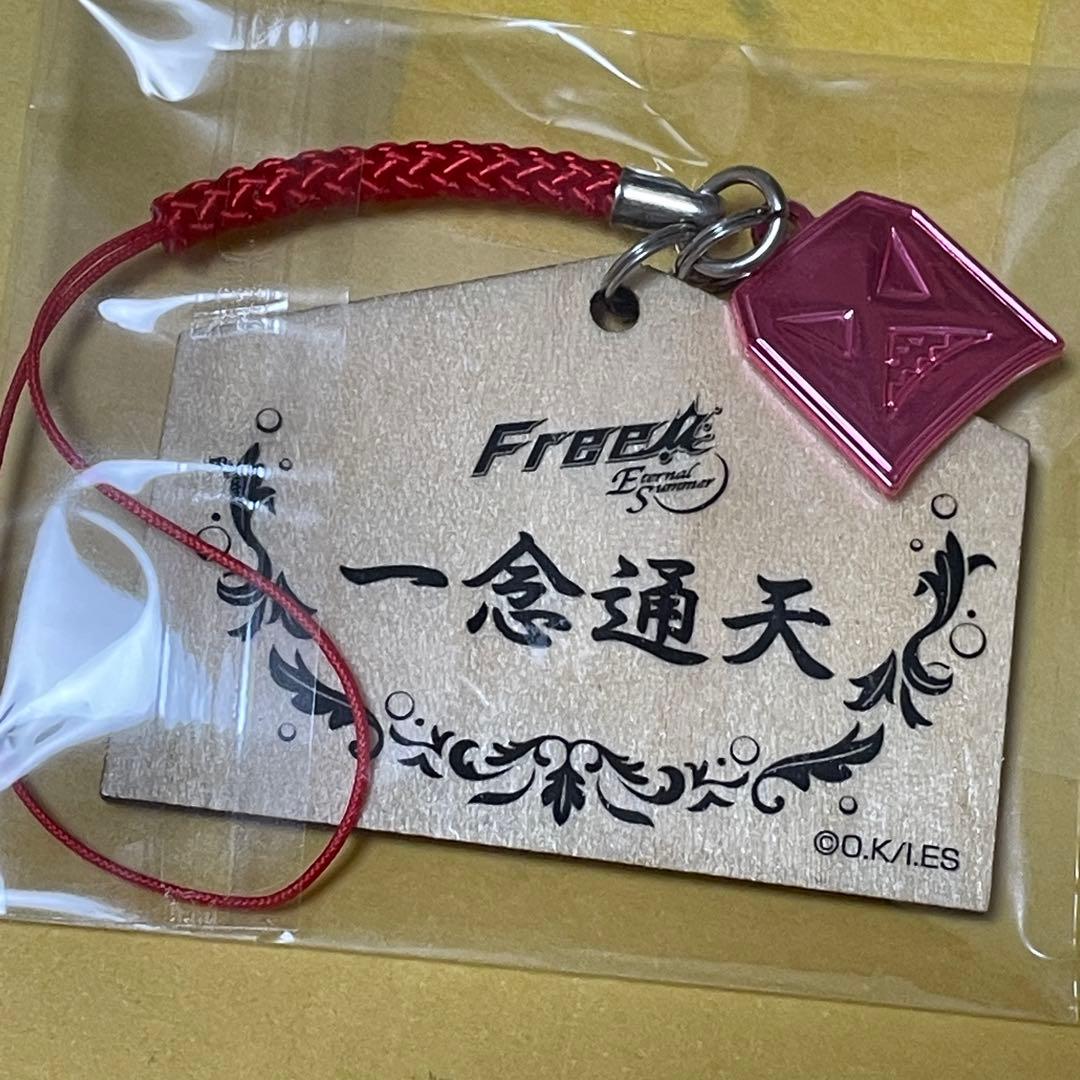 Free!
Eternal
Summer
一念通天
©O.K/I.ES